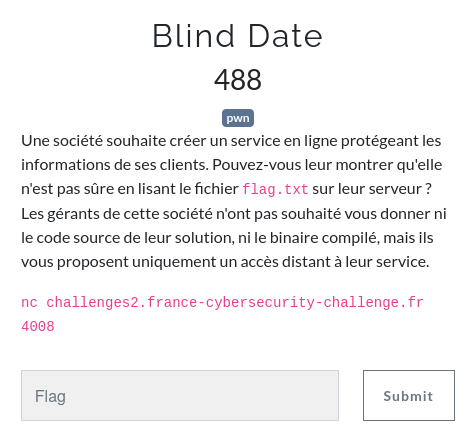 Blind Date
488
pwn
Une société souhaite créer un service en ligne protégeant les
informations de ses clients. Pouvez-vous leur montrer qu'elle
n'est pas sûre en lisant le fichier flag.txt sur leur serveur ?
Les gérants de cette société n'ont pas souhaité vous donner ni
le code source de leur solution, ni le binaire compilé, mais ils
vous proposent uniquement un accès distant à leur service.
nc challenges2.france-cybersecurity-challenge.fr
4008
Flag
Submit